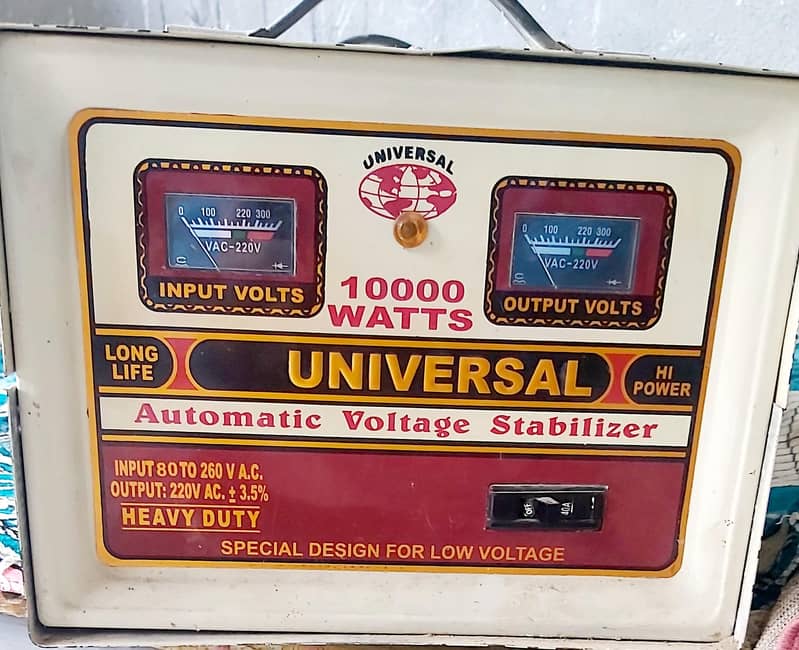 UNIVERSAL
0 100 220 300
VAC-220V
INPUT VOLTS
0 100 220 300
VAC-220V
OUTPUT VOLTS
10000
WATTS
LONG
LIFE
UNIVERSAL
HI
POWER
Automatic Voltage Stabilizer
INPUT 80 TO 260 V A.C.
OUTPUT: 220V AC. ± 3.5%
HEAVY DUTY
OFF
40A
SPECIAL DESIGN FOR LOW VOLTAGE